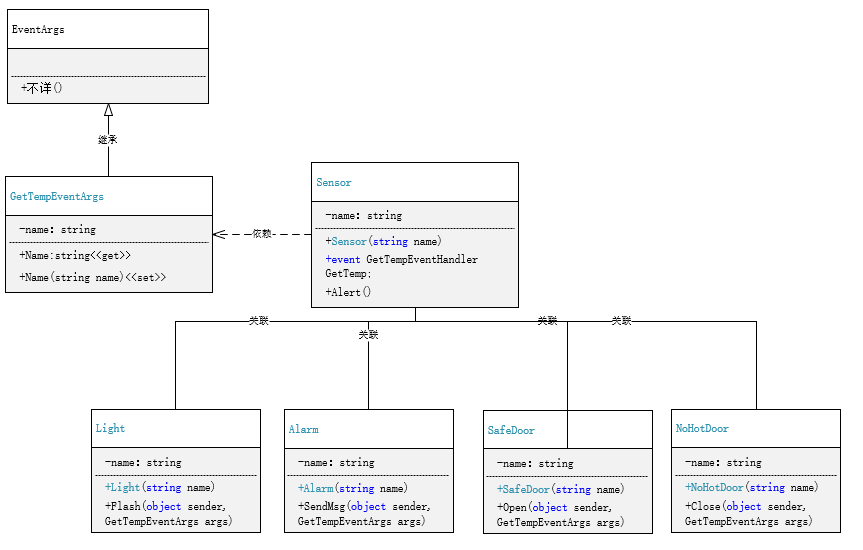 EventArgs
+不详()
继承
GetTempEventArgs
-name: string
+Name:string<<get>>
+Name(string name)<<set>>
依赖
Sensor
-name: string
+Sensor(string name)
+event GetTempEventHandler
GetTemp;
+Alert()
关联
关联
关联
关联
Light
-name: string
+Light(string name)
+Flash(object sender,
GetTempEventArgs args)
Alarm
-name: string
+Alarm(string name)
+SendMsg(object sender,
GetTempEventArgs args)
SafeDoor
-name: string
+SafeDoor(string name)
+Open(object sender,
GetTempEventArgs args)
NoHotDoor
-name: string
+NoHotDoor(string name)
+Close(object sender,
GetTempEventArgs args)